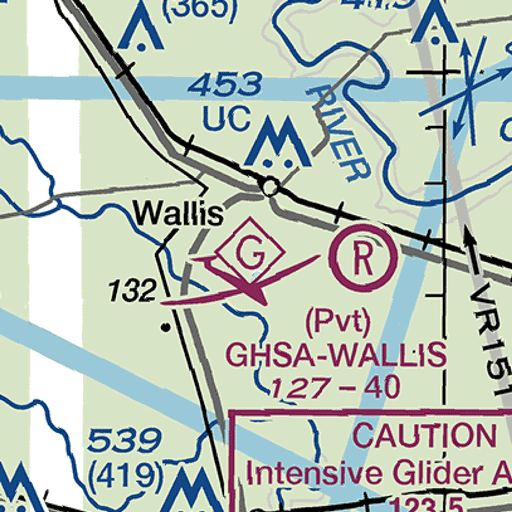 (365)
453
UC
RIVER
Wallis
G
R
132
(Pvt)
GHSA-WALLIS
127 - 40
VR151
539
(419)
CAUTION
Intensive Glider A
123.5